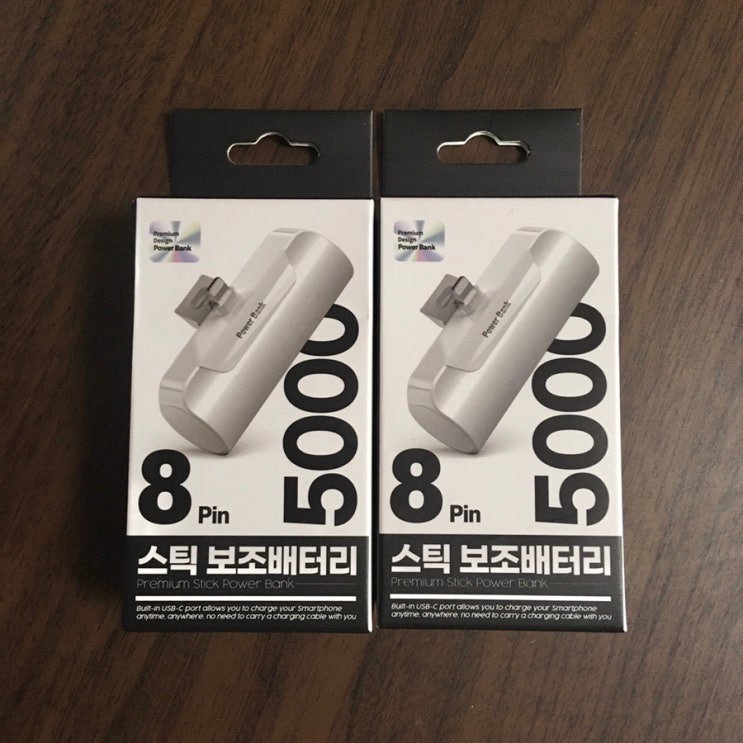 Premium
Design
Power Bank
Power Bank
5000
8 Pin
스틱 보조배터리
Premium Stick Power Bank
Built-in USB-C port allows you to charge your Smartphone
anytime, anywhere, no need to carry a charging cable with you
Premium
Design
Power Bank
Power Bank
5000
8 Pin
스틱 보조배터리
Premium Stick Power Bank
Built-in USB-C port allows you to charge your Smartphone
anytime, anywhere, no need to carry a charging cable with you